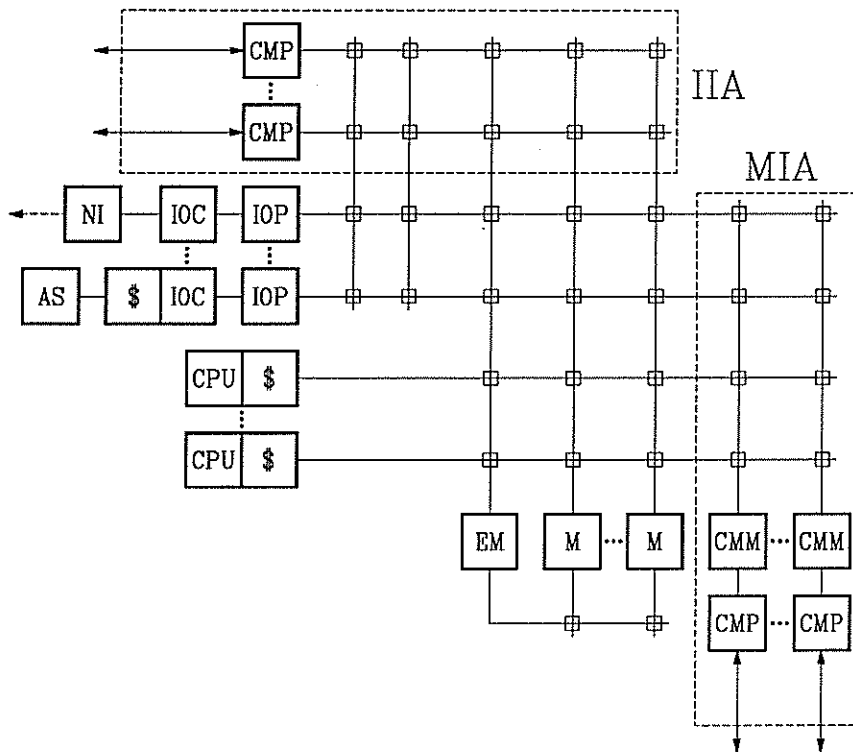 CMP
IIA
CMP
MIA
NI IOC IOP
AS $ IOC IOP
CPU $
CPU $
EM M M CMM CMM
CMP CMP